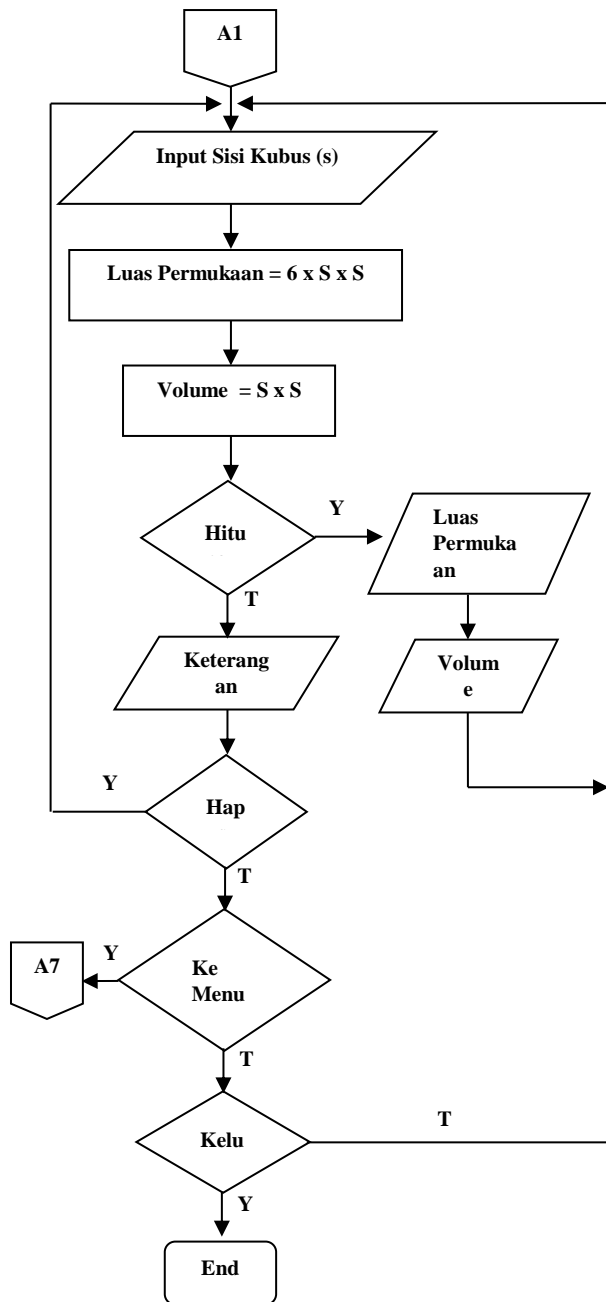 A1
Input Sisi Kubus (s)
Luas Permukaan = 6 x S x S
Volume = S x S
Hitu
Y
Luas
Permuka
an
T
Keterang
an
Volum
e
Y
Hap
T
Ke
Menu
Y
A7
T
Kelu
T
Y
End